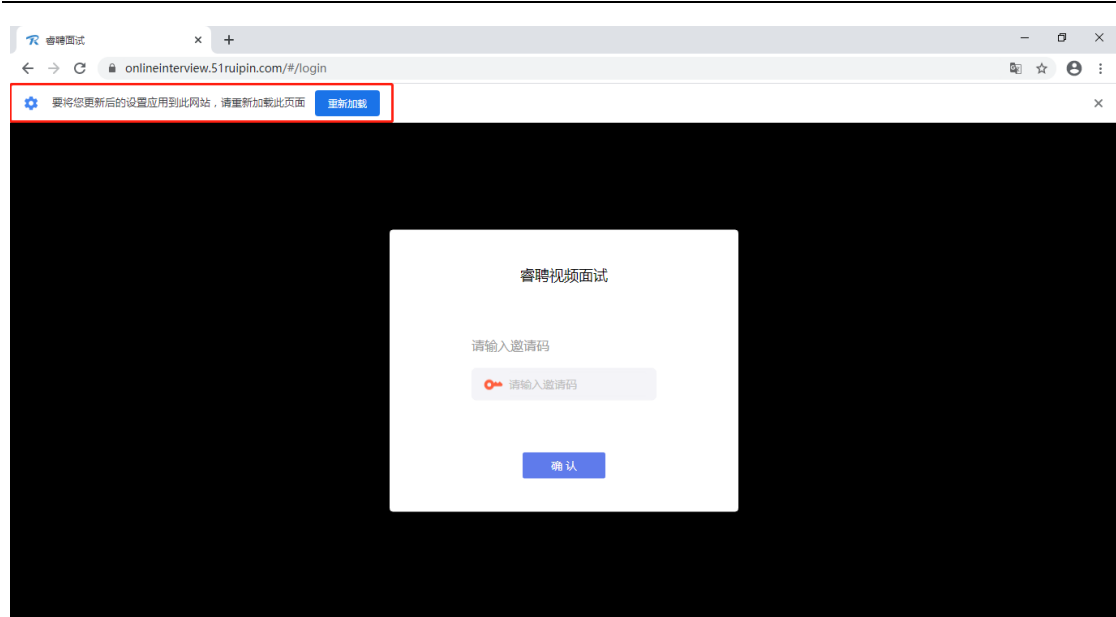 睿聘面试
onlineinterview.51ruipin.com/#/login
要将您更新后的设置应用到此网站，请重新加载此页面 重新加载
睿聘视频面试
请输入邀请码
请输入邀请码
确 认